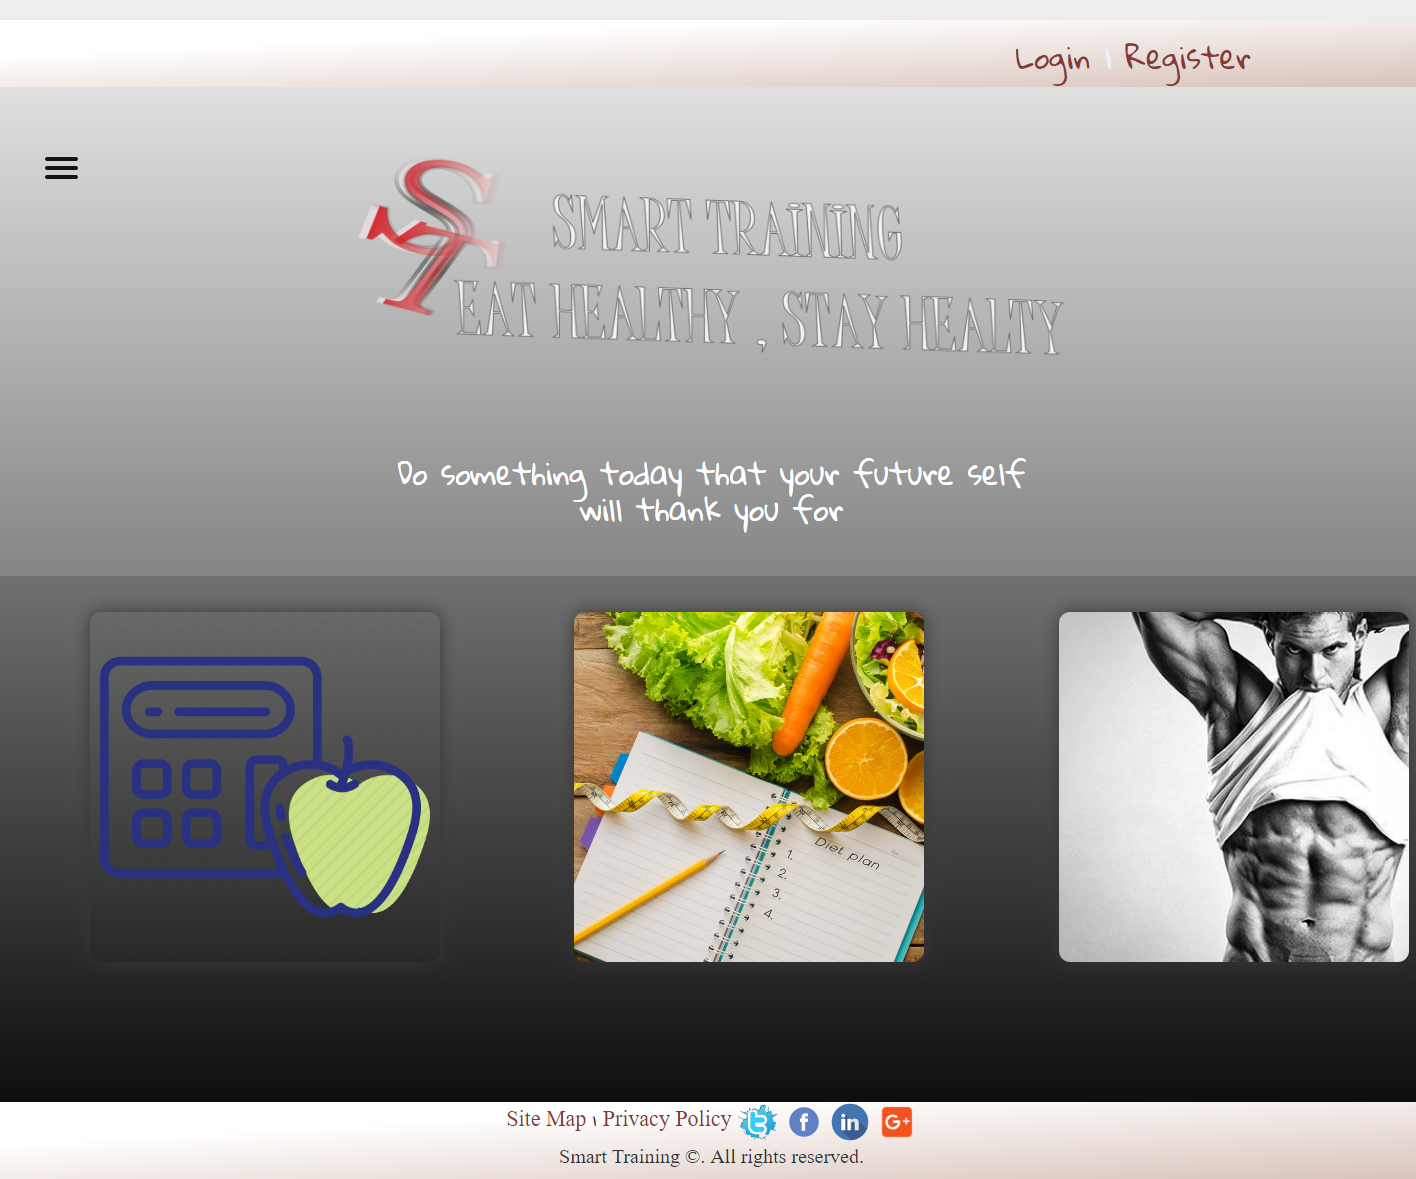 Login | Register
ST
SMART TRAINING
EAT HEALTHY , STAY HEALTY
Do something today that your future self
will thank you for
Diet plan
1.
2.
3.
4.
Site Map ו Privacy Policy
f
in
G+
Smart Training ©. All rights reserved.